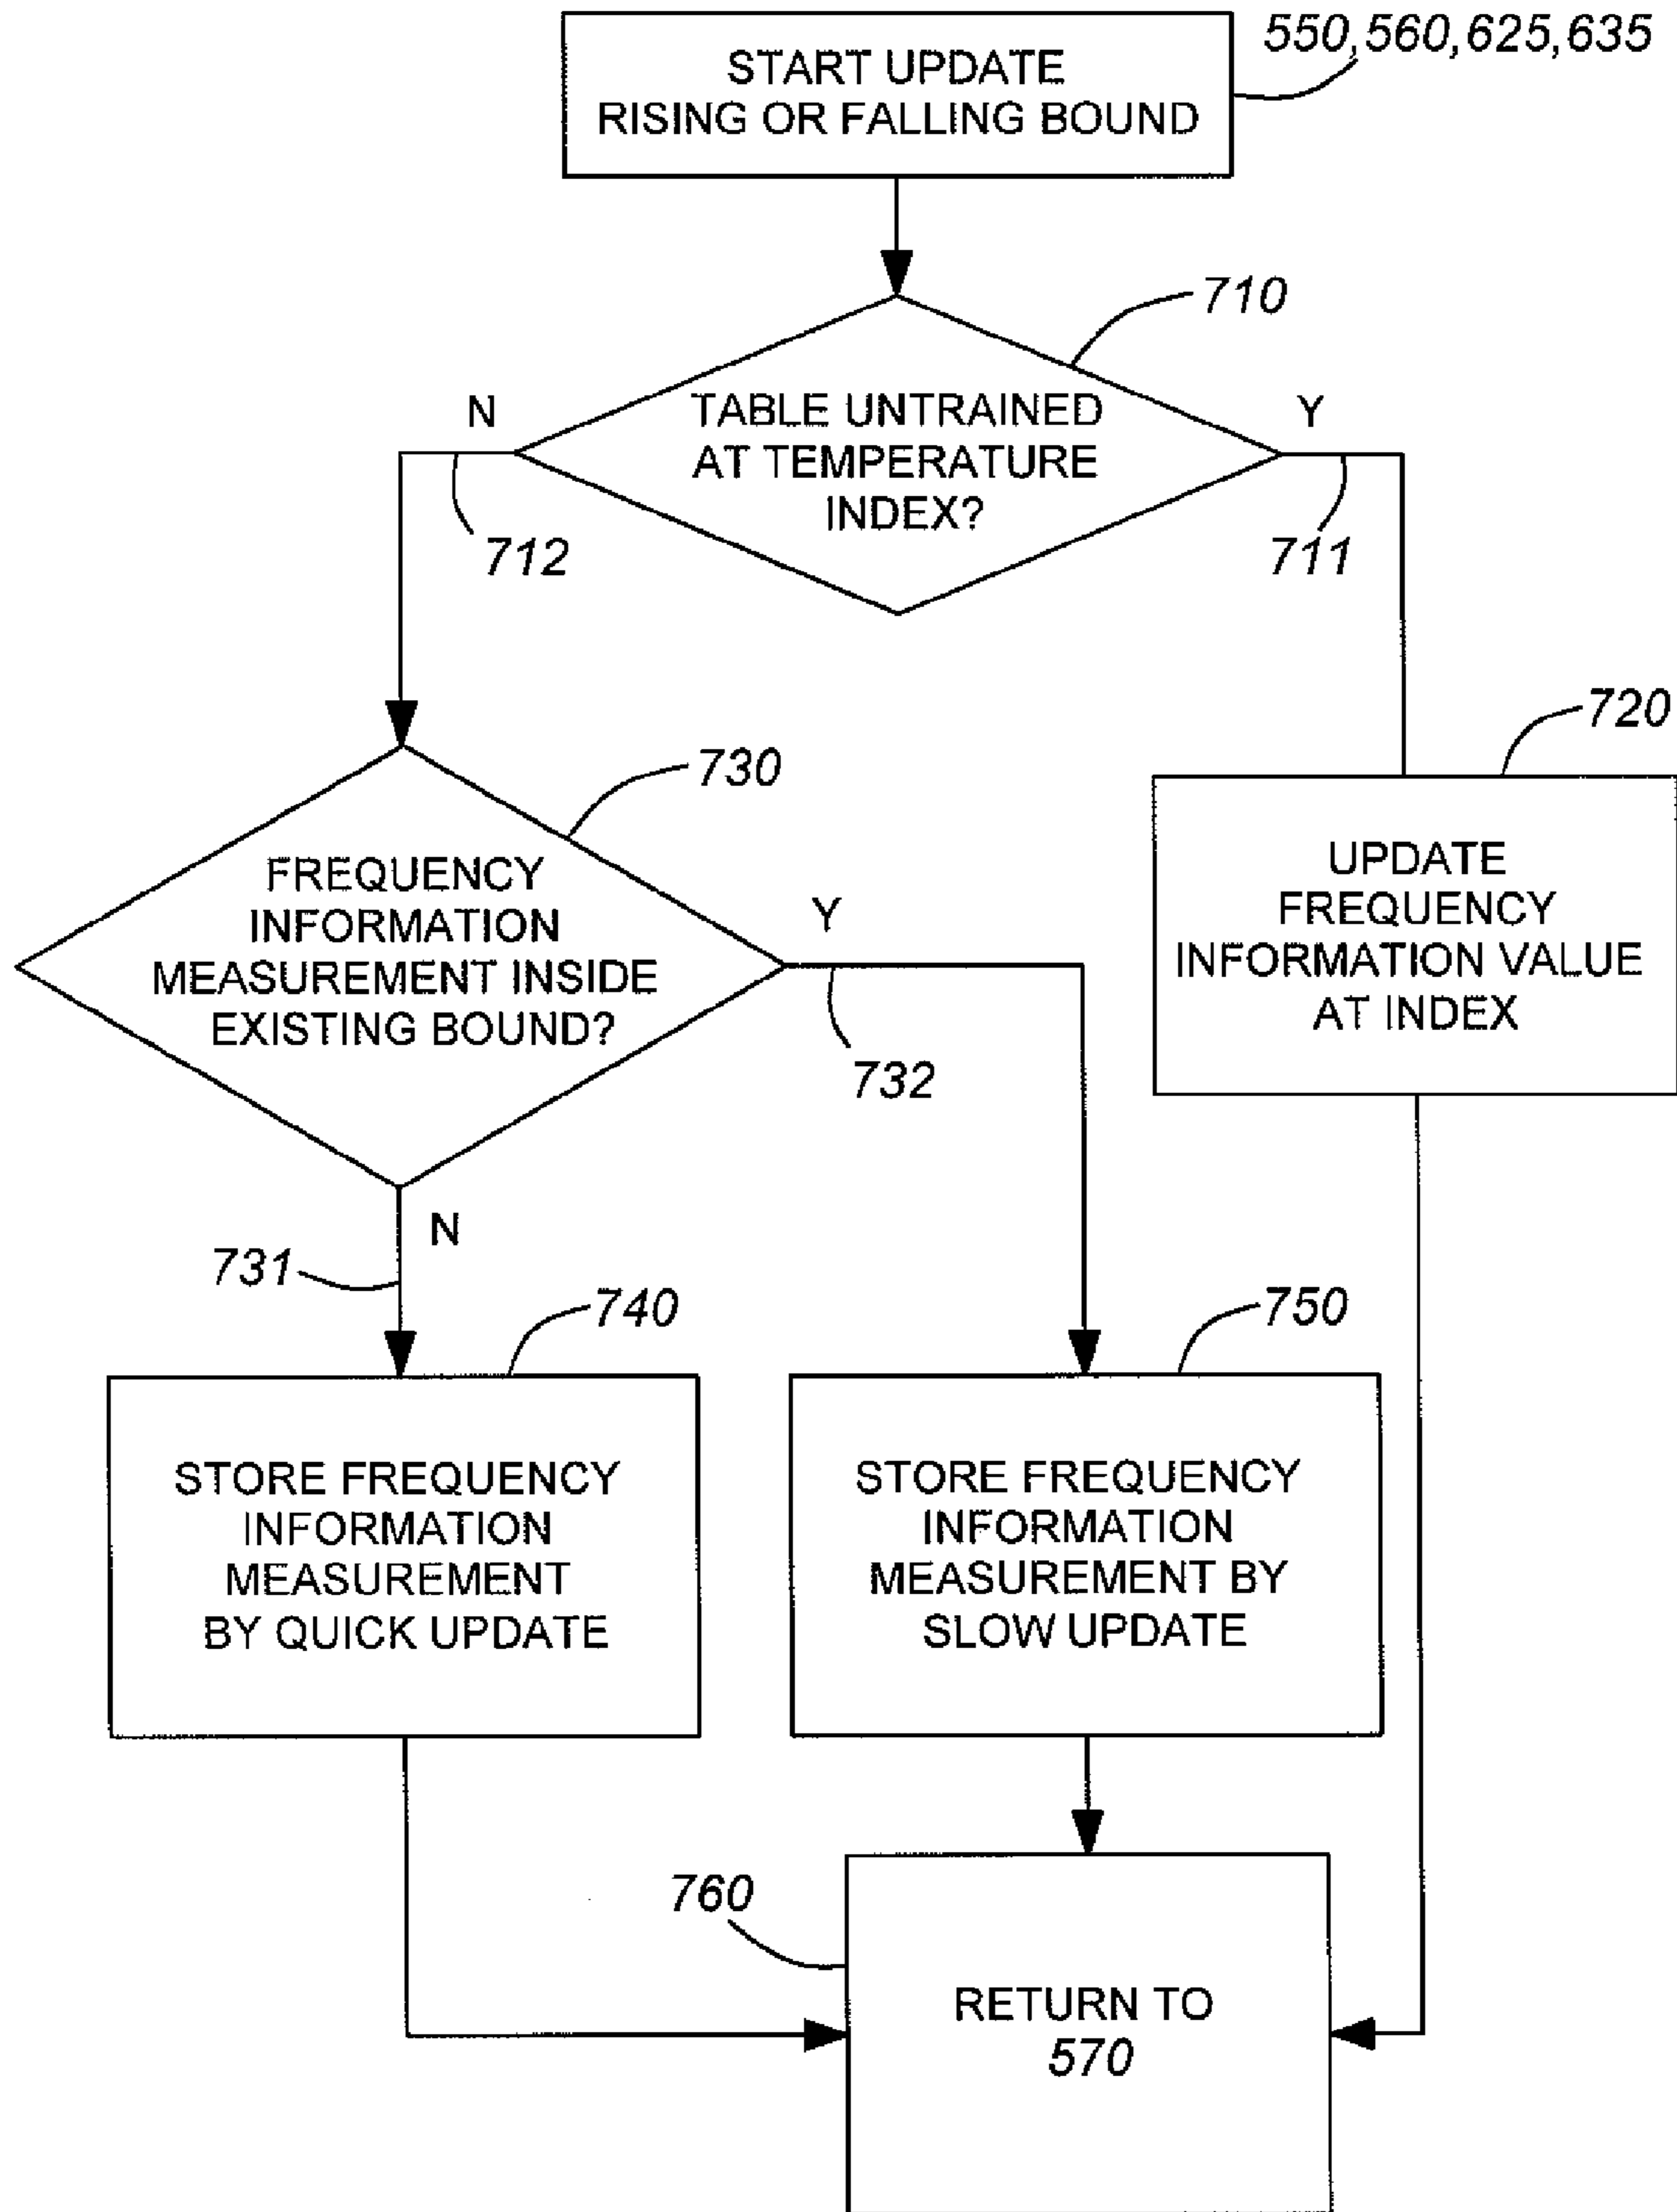 START UPDATE
RISING OR FALLING BOUND
550,560,625,635
710
N
TABLE UNTRAINED
AT TEMPERATURE
INDEX?
Y
712
711
720
730
FREQUENCY
INFORMATION
MEASUREMENT INSIDE
EXISTING BOUND?
Y
UPDATE
FREQUENCY
INFORMATION VALUE
AT INDEX
732
N
731
740
750
STORE FREQUENCY
INFORMATION
MEASUREMENT
BY QUICK UPDATE
STORE FREQUENCY
INFORMATION
MEASUREMENT BY
SLOW UPDATE
760
RETURN TO
570